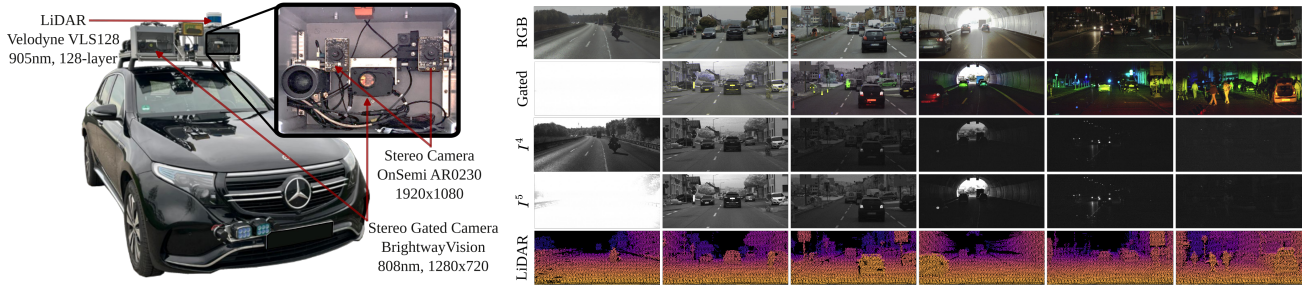 LiDAR
Velodyne VLS128
905nm, 128-layer
Stereo Camera
OnSemi AR0230
1920x1080
Stereo Gated Camera
BrightwayVision
808nm, 1280x720
RGB
Gated
I⁴
I⁵
LiDAR